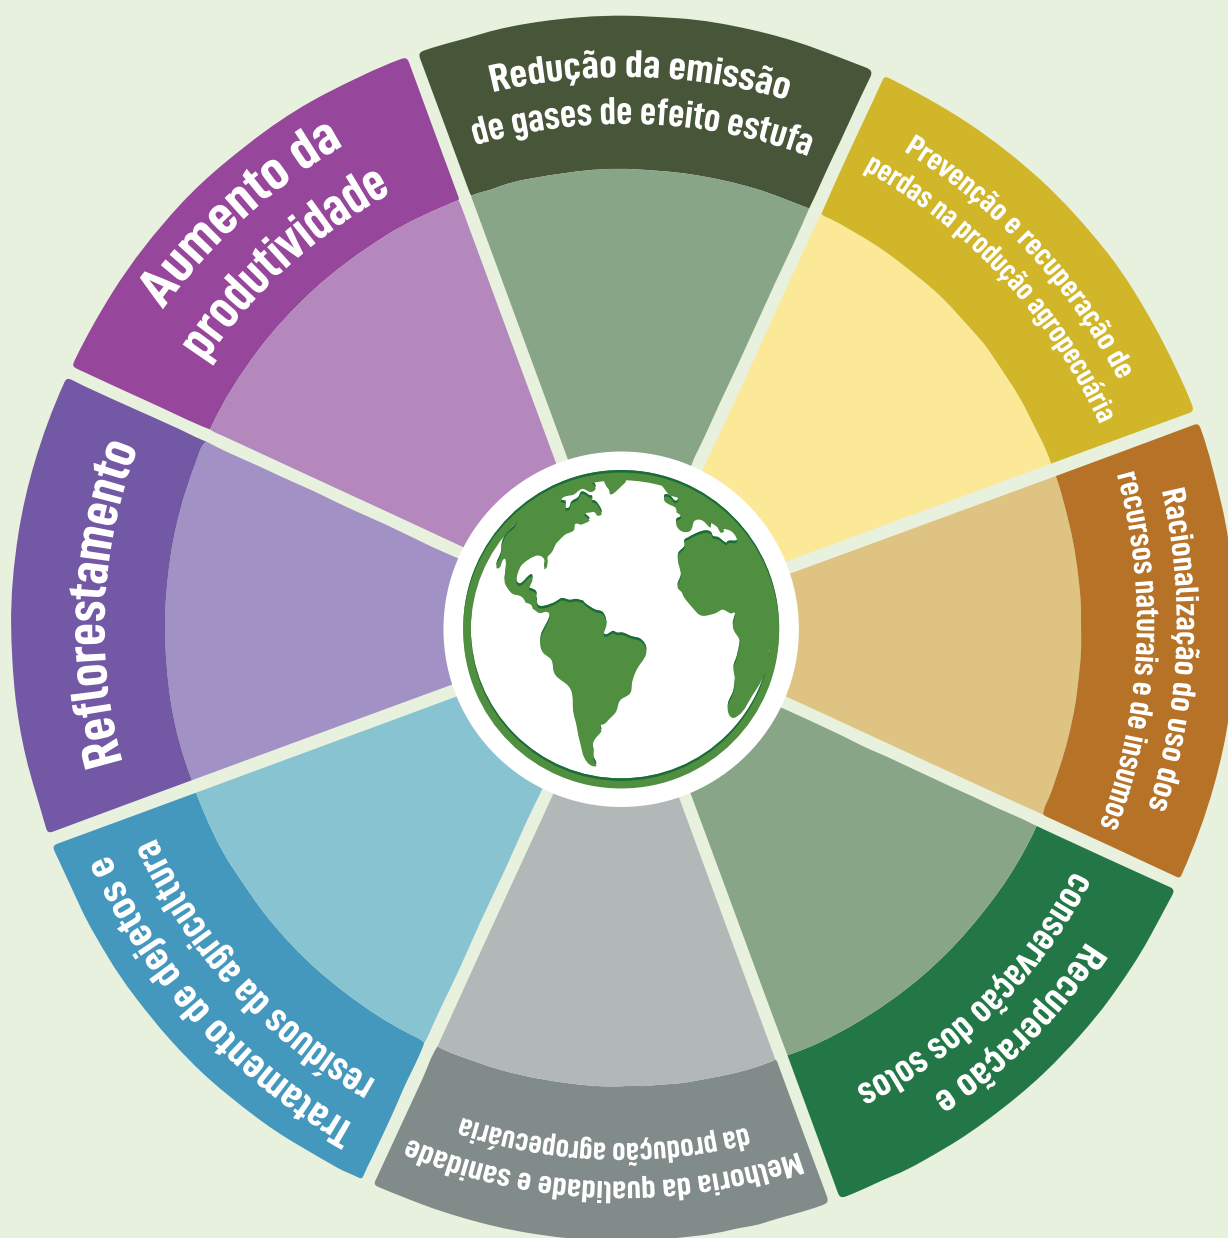 Redução da emissão
de gases de efeito estufa
Prevenção e recuperação de
perdas na produção agropecuária
Racionalização do uso dos
recursos naturais e de insumos
Recuperação e
conservação dos solos
Melhoria da qualidade e sanidade
da produção agropecuária
Tratamento de dejetos e
resíduos da agricultura
Reflorestamento
Aumento da
produtividade